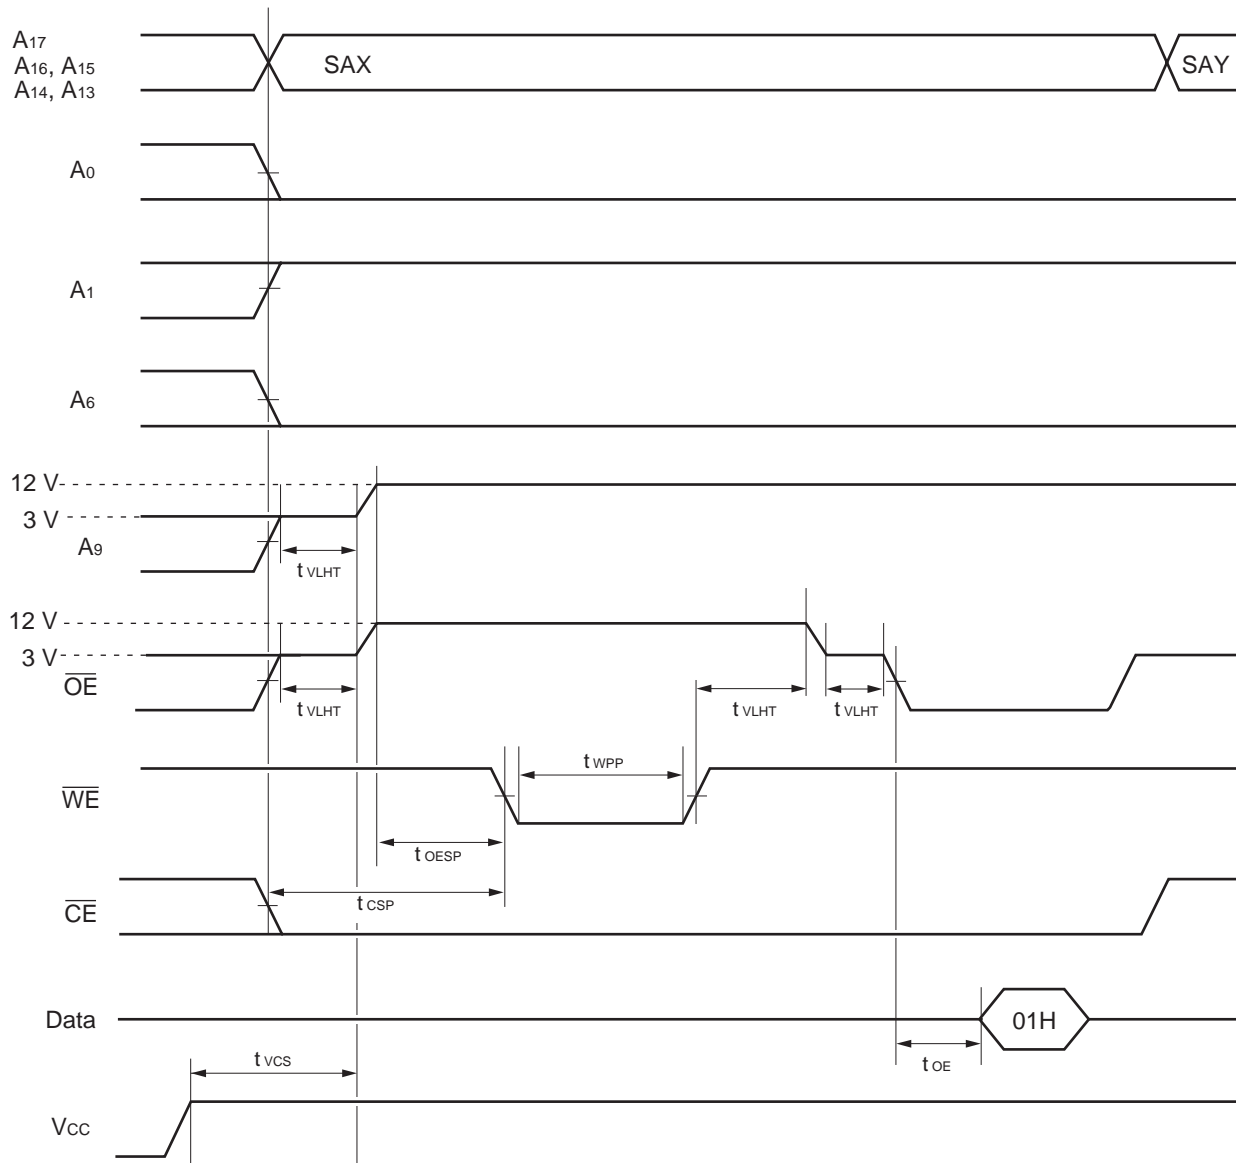 A17
A16, A15
A14, A13
SAX
SAY
A0
A1
A6
12 V
3 V
A9
t VLHT
12 V
3 V
OE
t VLHT
t VLHT
t VLHT
t WPP
WE
t OESP
t CSP
CE
Data
01H
t OE
t VCS
VCC